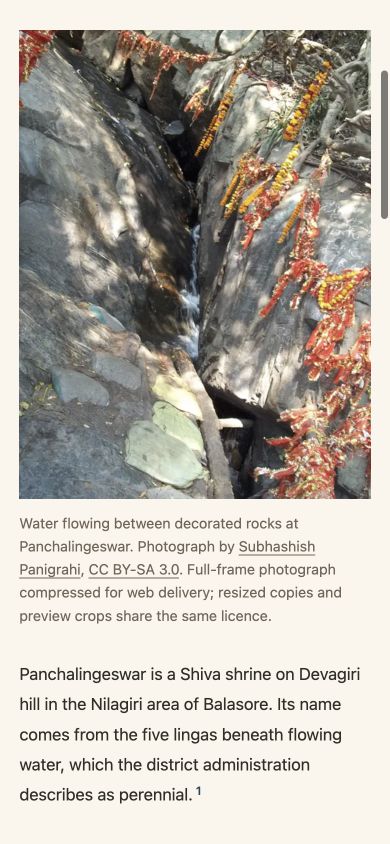 Water flowing between decorated rocks at
Panchalingeswar. Photograph by Subhashish
Panigrahi, CC BY-SA 3.0. Full-frame photograph
compressed for web delivery; resized copies and
preview crops share the same licence.
Panchalingeswar is a Shiva shrine on Devagiri
hill in the Nilagiri area of Balasore. Its name
comes from the five lingas beneath flowing
water, which the district administration
describes as perennial. 1